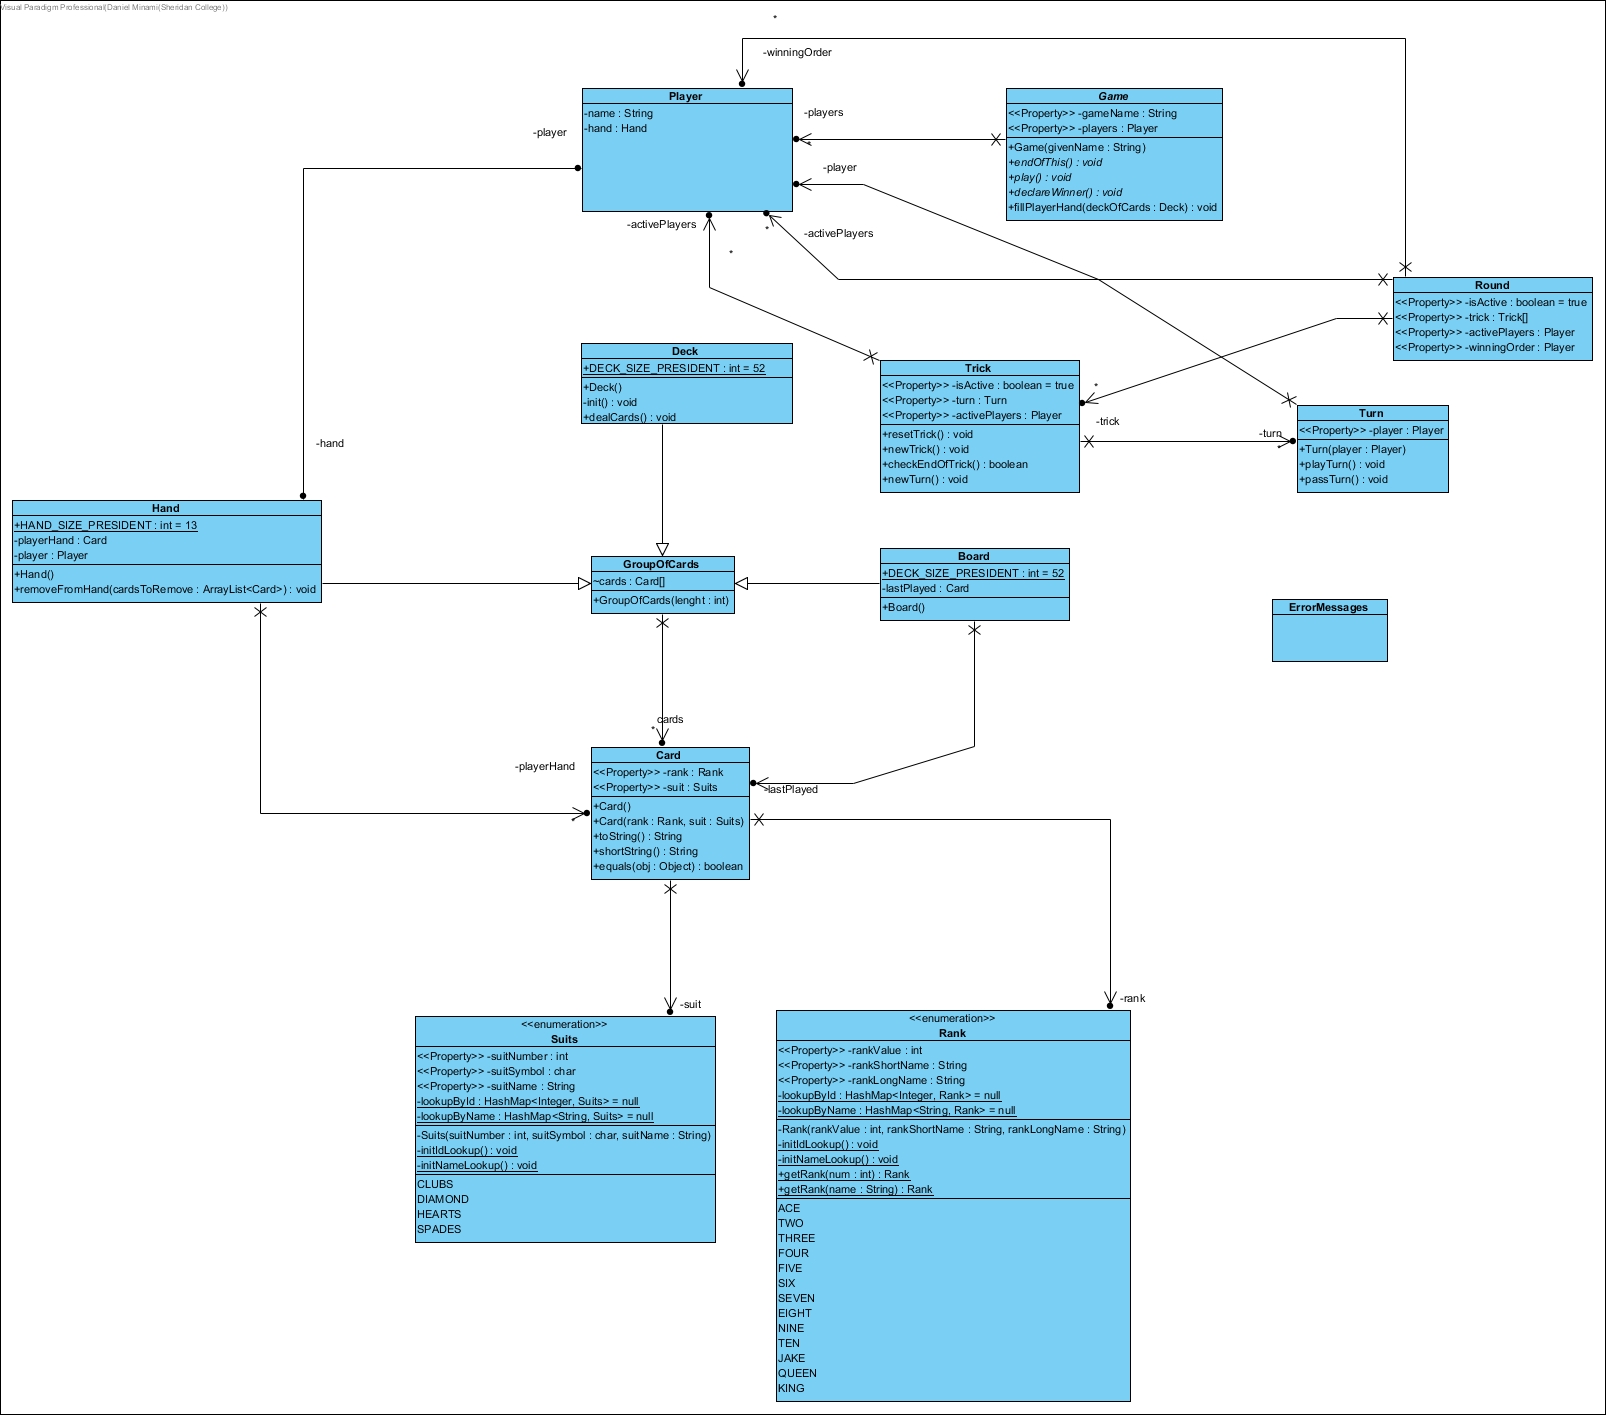 Visual Paradigm Professional(Daniel Minami(Sheridan College))
*
-winningOrder
Player
-name : String
-hand : Hand
-players
*
-player
-player
Game
<<Property>> -gameName : String
<<Property>> -players : Player
+Game(givenName : String)
+endOfThis() : void
+play() : void
+declareWinner() : void
+fillPlayerHand(deckOfCards : Deck) : void
-activePlayers
*
*
-activePlayers
Round
<<Property>> -isActive : boolean = true
<<Property>> -trick : Trick[]
<<Property>> -activePlayers : Player
<<Property>> -winningOrder : Player
Deck
+DECK_SIZE_PRESIDENT : int = 52
+Deck()
-init() : void
+dealCards() : void
Trick
<<Property>> -isActive : boolean = true
<<Property>> -turn : Turn
<<Property>> -activePlayers : Player
+resetTrick() : void
+newTrick() : void
+checkEndOfTrick() : boolean
+newTurn() : void
*
-trick
-turn
*
Turn
<<Property>> -player : Player
+Turn(player : Player)
+playTurn() : void
+passTurn() : void
-hand
Hand
+HAND_SIZE_PRESIDENT : int = 13
-playerHand : Card
-player : Player
+Hand()
+removeFromHand(cardsToRemove : ArrayList<Card>) : void
GroupOfCards
~cards : Card[]
+GroupOfCards(lenght : int)
Board
+DECK_SIZE_PRESIDENT : int = 52
-lastPlayed : Card
+Board()
ErrorMessages
cards
*
-playerHand
*
-lastPlayed
Card
<<Property>> -rank : Rank
<<Property>> -suit : Suits
+Card()
+Card(rank : Rank, suit : Suits)
+toString() : String
+shortString() : String
+equals(obj : Object) : boolean
-suit
-rank
<<enumeration>>
Suits
<<Property>> -suitNumber : int
<<Property>> -suitSymbol : char
<<Property>> -suitName : String
-lookupById : HashMap<Integer, Suits> = null
-lookupByName : HashMap<String, Suits> = null
-Suits(suitNumber : int, suitSymbol : char, suitName : String)
-initIdLookup() : void
-initNameLookup() : void
CLUBS
DIAMOND
HEARTS
SPADES
<<enumeration>>
Rank
<<Property>> -rankValue : int
<<Property>> -rankShortName : String
<<Property>> -rankLongName : String
-lookupById : HashMap<Integer, Rank> = null
-lookupByName : HashMap<String, Rank> = null
-Rank(rankValue : int, rankShortName : String, rankLongName : String)
-initIdLookup() : void
-initNameLookup() : void
+getRank(num : int) : Rank
+getRank(name : String) : Rank
ACE
TWO
THREE
FOUR
FIVE
SIX
SEVEN
EIGHT
NINE
TEN
JAKE
QUEEN
KING